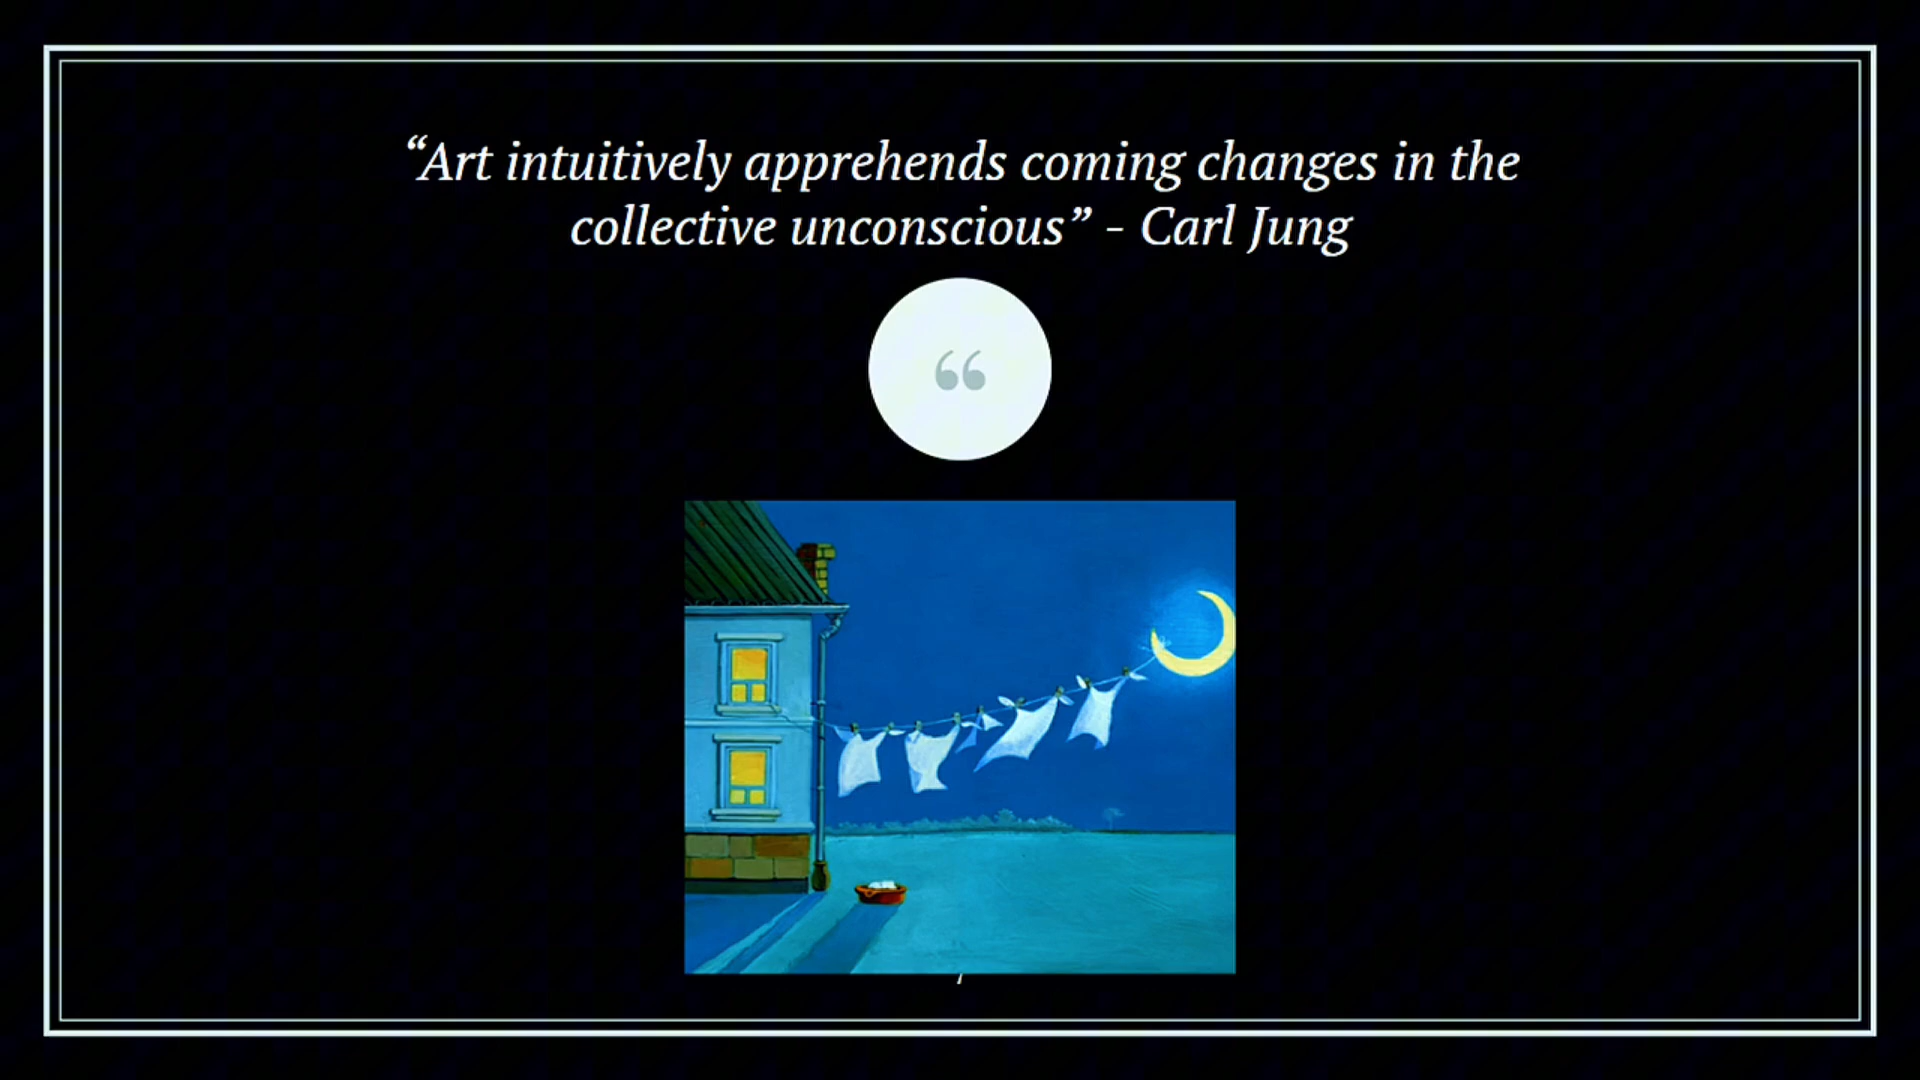 “Art intuitively apprehends coming changes in the
collective unconscious” - Carl Jung
“